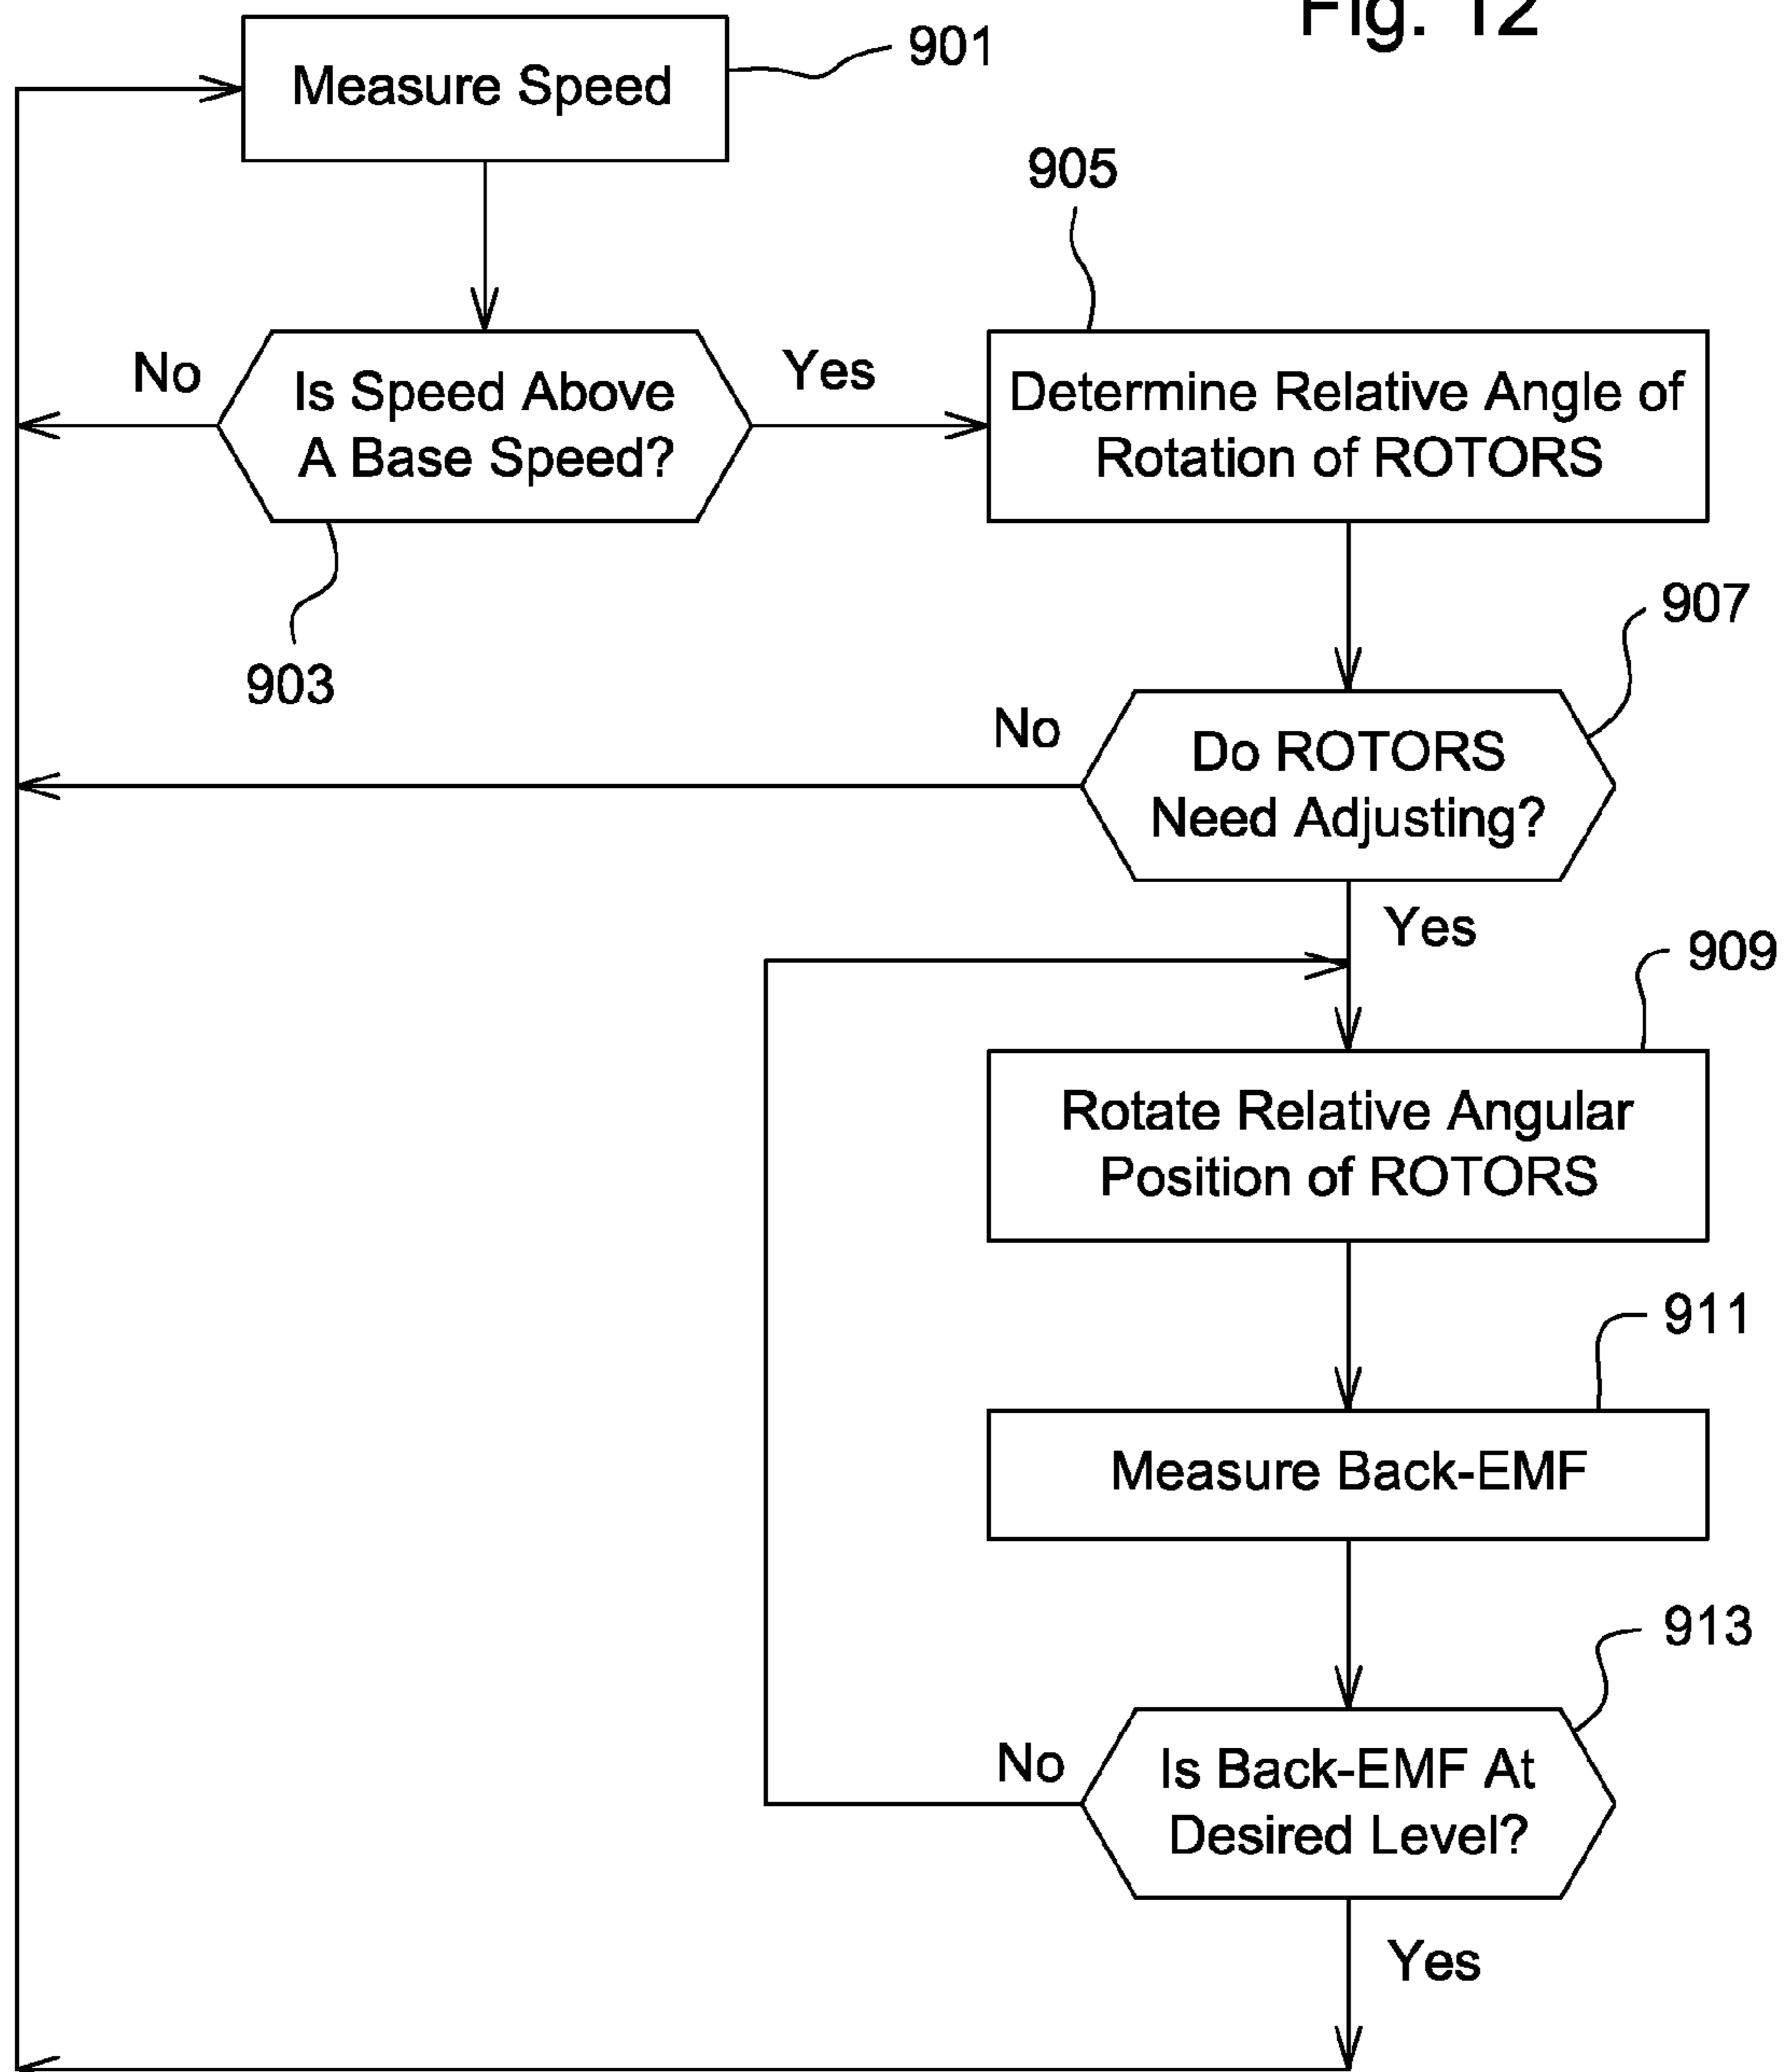 Fig. 12
Measure Speed
901
905
No
Is Speed Above
A Base Speed?
Yes
Determine Relative Angle of
Rotation of ROTORS
903
907
No
Do ROTORS
Need Adjusting?
Yes
909
Rotate Relative Angular
Position of ROTORS
911
Measure Back-EMF
913
No
Is Back-EMF At
Desired Level?
Yes